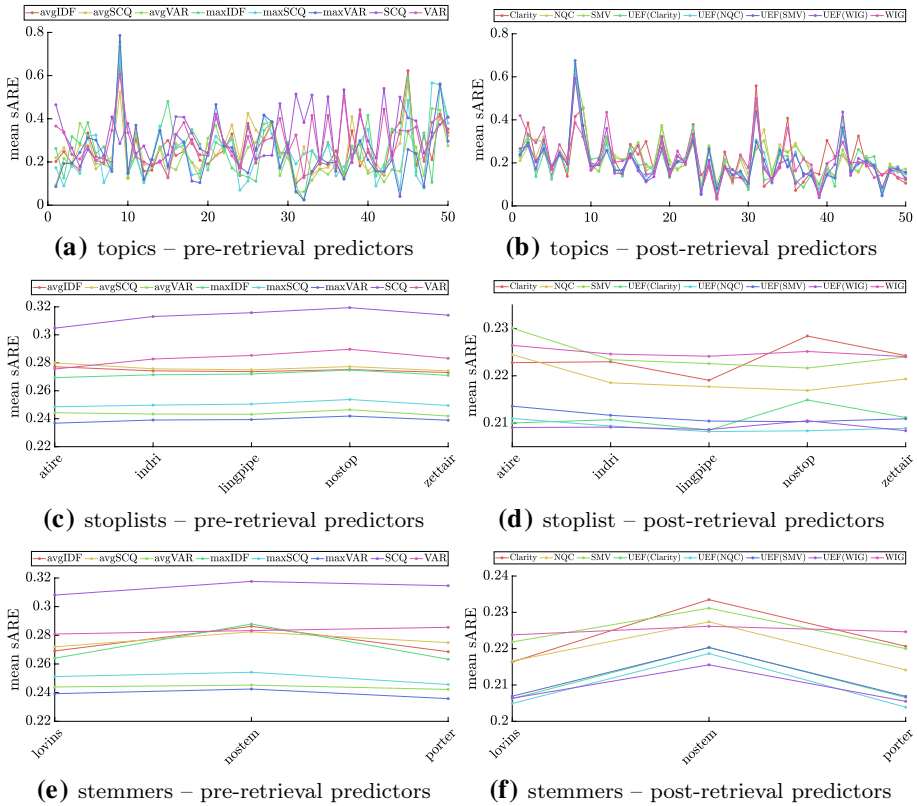 avgIDF avgSCQ avgVAR maxIDF maxSCQ maxVAR SCQ VAR
mean sARE
0.8
0.6
0.4
0.2
0
0 10 20 30 40 50
(a) topics – pre-retrieval predictors
Clarity NQC SMV UEF(Clarity) UEF(NQC) UEF(SMV) UEF(WIG) WIG
mean sARE
0.8
0.6
0.4
0.2
0
0 10 20 30 40 50
(b) topics – post-retrieval predictors
avgIDF avgSCQ avgVAR maxIDF maxSCQ maxVAR SCQ VAR
mean sARE
0.32
0.3
0.28
0.26
0.24
0.22
atire indri lingpipe nostop zettair
(c) stoplists – pre-retrieval predictors
Clarity NQC SMV UEF(Clarity) UEF(NQC) UEF(SMV) UEF(WIG) WIG
mean sARE
0.23
0.22
0.21
atire indri lingpipe nostop zettair
(d) stoplist – post-retrieval predictors
avgIDF avgSCQ avgVAR maxIDF maxSCQ maxVAR SCQ VAR
mean sARE
0.32
0.3
0.28
0.26
0.24
0.22
lovins nostem porter
(e) stemmers – pre-retrieval predictors
Clarity NQC SMV UEF(Clarity) UEF(NQC) UEF(SMV) UEF(WIG) WIG
mean sARE
0.24
0.23
0.22
0.21
0.2
lovins nostem porter
(f) stemmers – post-retrieval predictors